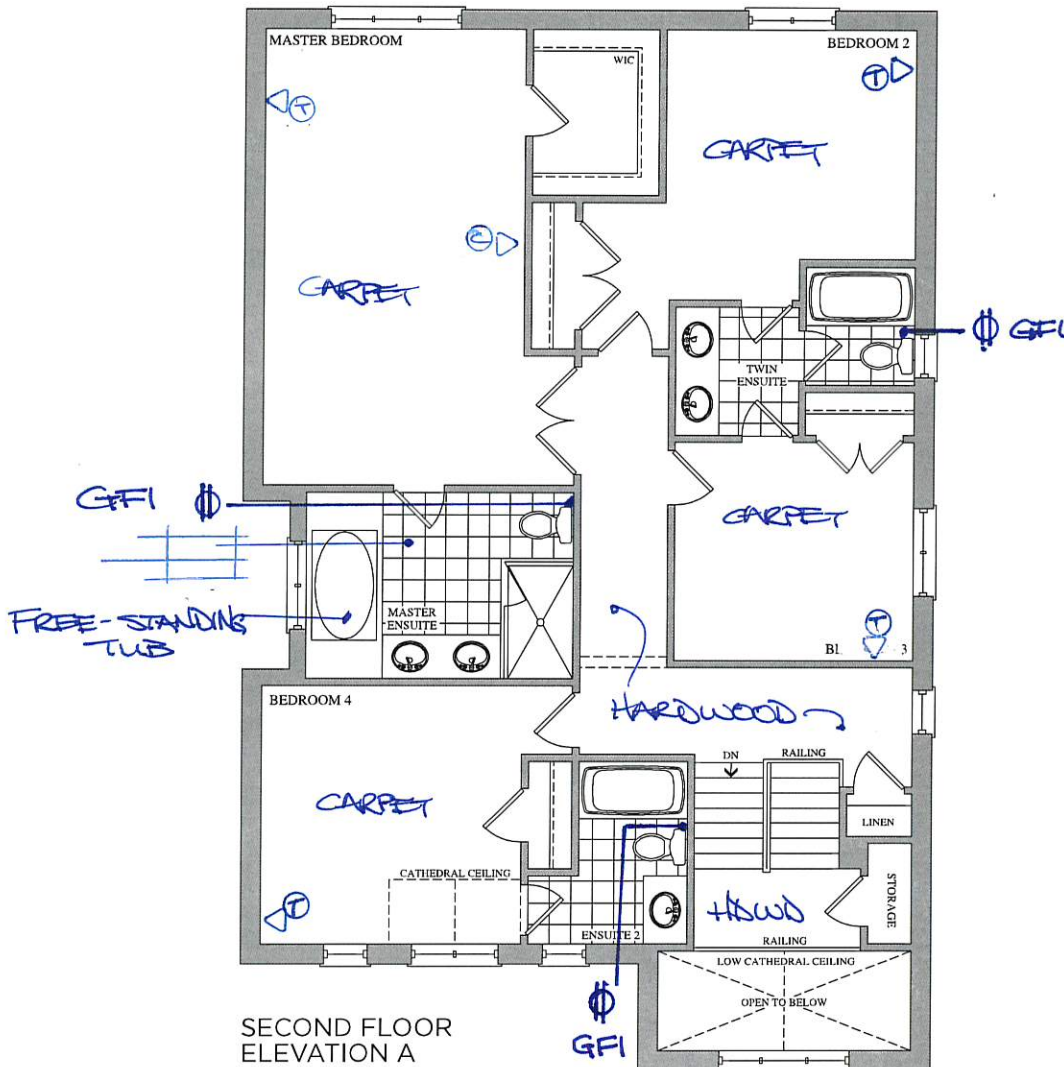 MASTER BEDROOM
WIC
BEDROOM 2
T
T
CARPET
C
CARPET
GFI
TWIN
ENSUITE
GFI
CARPET
FREE-STANDING
TUB
MASTER
ENSUITE
T
3
BEDROOM 4
HARDWOOD
DN
RAILING
CARPET
LINEN
CATHEDRAL CEILING
STORAGE
T
HDWD
ENSUITE 2
RAILING
LOW CATHEDRAL CEILING
OPEN TO BELOW
GFI
SECOND FLOOR
ELEVATION A